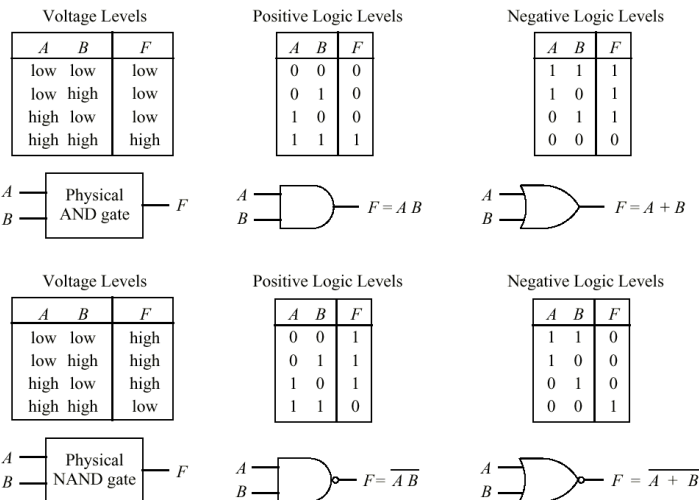 Voltage Levels
A B F
low low low
low high low
high low low
high high high
A
B
Physical
AND gate
F
Positive Logic Levels
A B F
0 0 0
0 1 0
1 0 0
1 1 1
A
B
F = A B
Negative Logic Levels
A B F
1 1 1
1 0 1
0 1 1
0 0 0
A
B
F = A + B
Voltage Levels
A B F
low low high
low high high
high low high
high high low
A
B
Physical
NAND gate
F
Positive Logic Levels
A B F
0 0 1
0 1 1
1 0 1
1 1 0
A
B
F = A̅ ̅B̅
Negative Logic Levels
A B F
1 1 0
1 0 0
0 1 0
0 0 1
A
B
F = A̅ ̅+̅ ̅B̅